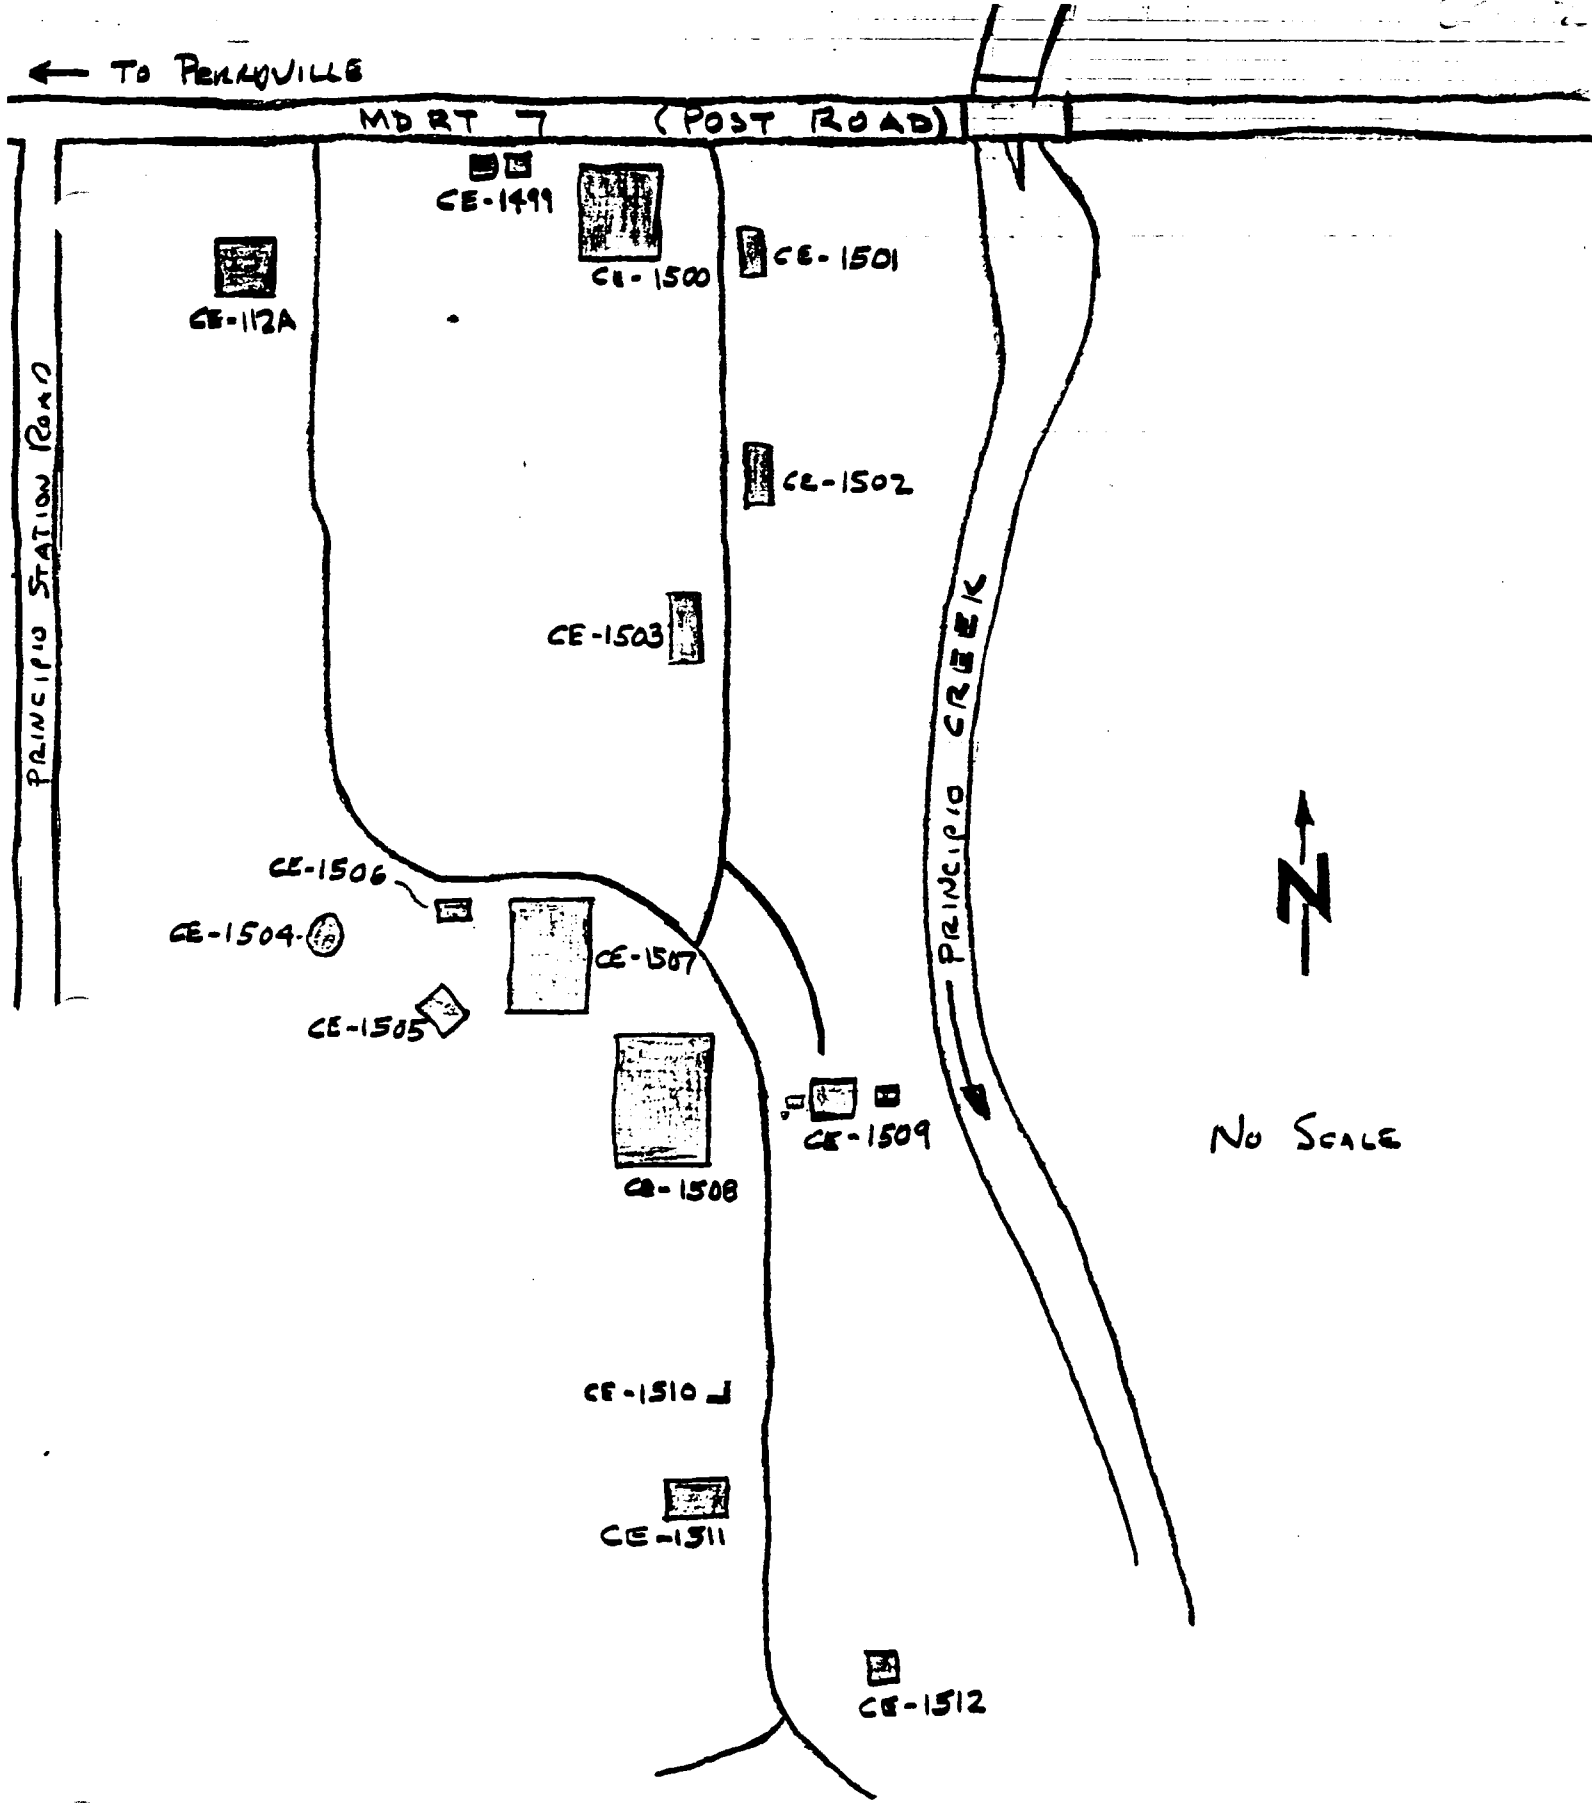 ← TO PERRYVILLE
MD RT 7 (POST ROAD)
CE-1499
CE-1500
CE-1501
CE-112A
PRINCIPIO STATION ROAD
CE-1502
PRINCIPIO CREEK
CE-1503
CE-1506
CE-1504
CE-1507
CE-1505
N
CE-1509
NO SCALE
CE-1508
CE-1510
CE-1511
CE-1512